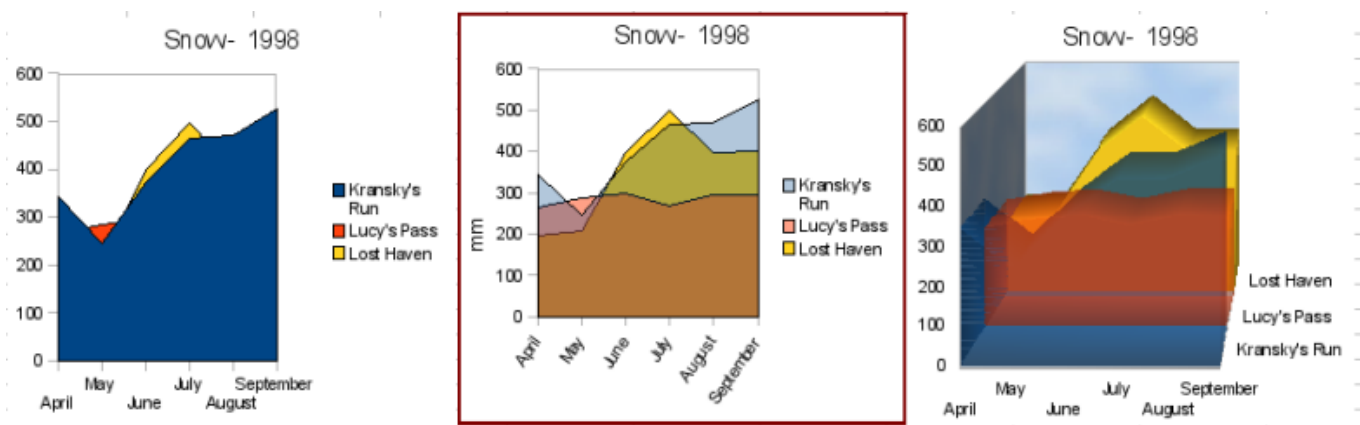 Snow- 1998
600
500
400
300
200
100
0
April
May
June
July
August
September
Kransky's
Run
Lucy's Pass
Lost Haven
Snow- 1998
mm
600
500
400
300
200
100
0
April
May
June
July
August
September
Kransky's
Run
Lucy's Pass
Lost Haven
Snow- 1998
600
500
400
300
200
100
0
April
May
June
July
August
September
Lost Haven
Lucy's Pass
Kransky's Run